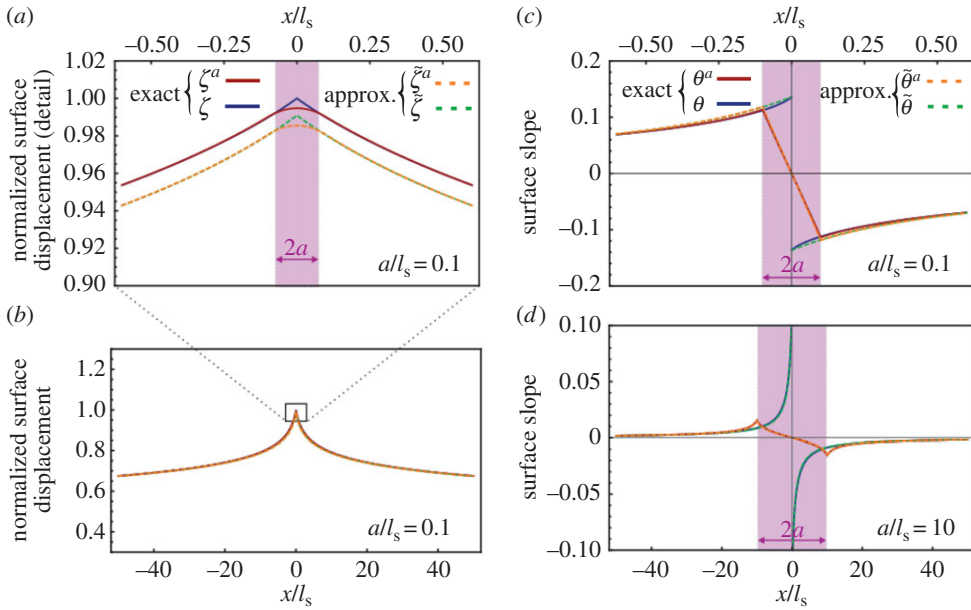 (a)
x/lₛ
−0.50 −0.25 0 0.25 0.50
1.02
1.00
0.98
0.96
0.94
0.92
0.90
normalized surface
displacement (detail)
exact { ζᵃ
ζ
approx. { ζ̃ᵃ
ζ̃
2a
a/lₛ = 0.1
(b)
1.2
1.0
0.8
0.6
0.4
normalized surface
displacement
a/lₛ = 0.1
−40 −20 0 20 40
x/lₛ
(c)
x/lₛ
−0.50 −0.25 0 0.25 0.50
0.2
0.1
0
−0.1
−0.2
surface slope
exact { θᵃ
θ
approx. { θ̃ᵃ
θ̃
2a
a/lₛ = 0.1
(d)
0.10
0.05
0
−0.05
−0.10
surface slope
2a
a/lₛ = 10
−40 −20 0 20 40
x/lₛ